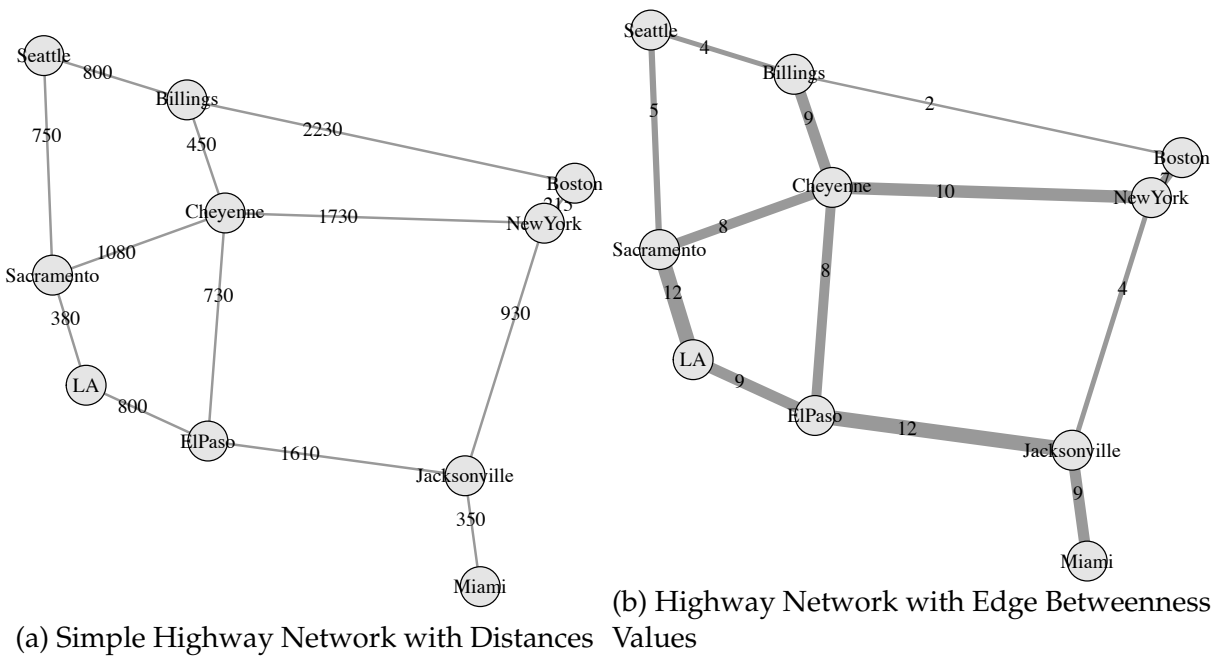 Seattle
800
Billings
750
450
2230
Boston
215
NewYork
Cheyenne
1730
1080
Sacramento
730
380
930
LA
800
ElPaso
1610
Jacksonville
350
Miami
(a) Simple Highway Network with Distances
Seattle
4
Billings
5
9
2
Boston
7
NewYork
Cheyenne
10
8
Sacramento
8
12
4
LA
9
ElPaso
12
Jacksonville
9
Miami
(b) Highway Network with Edge Betweenness
Values